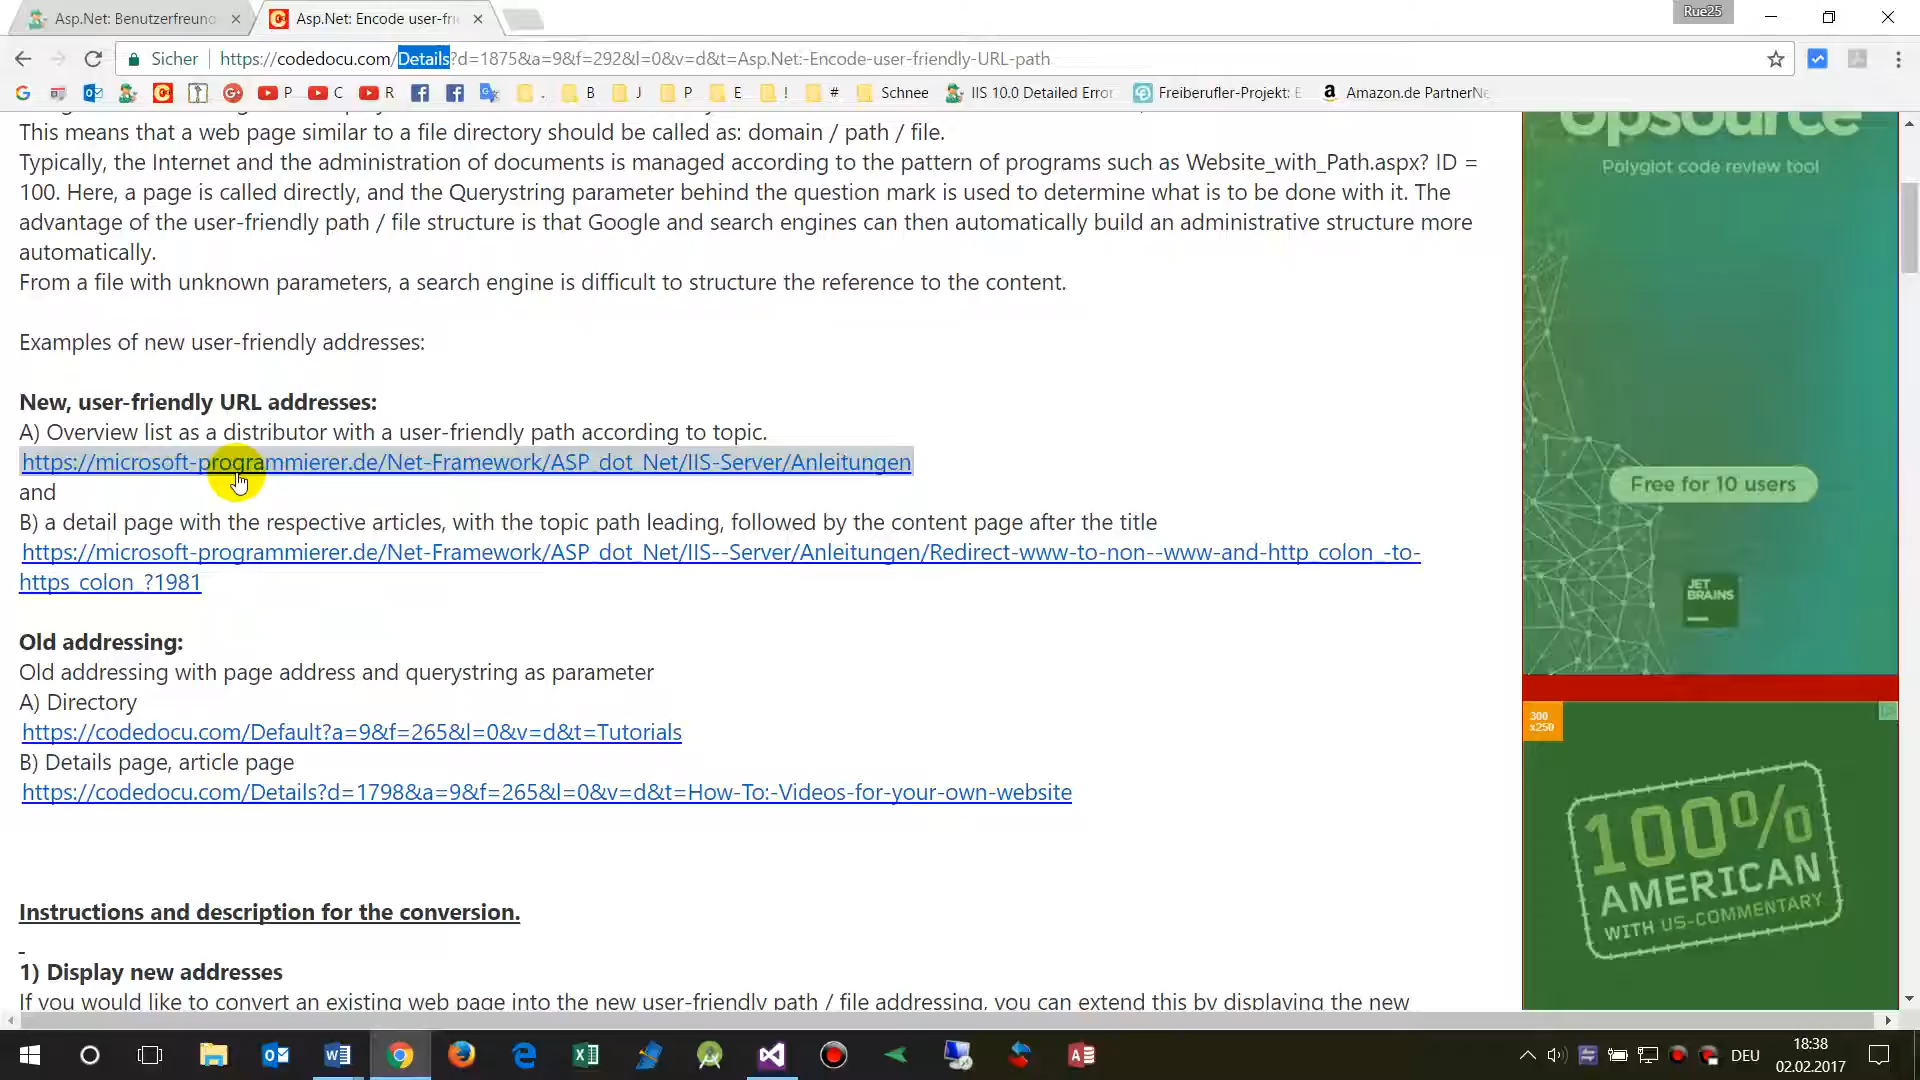 Asp.Net: Benutzerfreund
Asp.Net: Encode user-fri
Rue25
Sicher
https://codedocu.com/Details?d=1875&a=9&f=292&l=0&v=d&t=Asp.Net:-Encode-user-friendly-URL-path
P
C
R
.
B
J
P
E
!
#
Schnee
IIS 10.0 Detailed Error
Freiberufler-Projekt: E
Amazon.de PartnerNe
This means that a web page similar to a file directory should be called as: domain / path / file.
Typically, the Internet and the administration of documents is managed according to the pattern of programs such as Website_with_Path.aspx? ID =
100. Here, a page is called directly, and the Querystring parameter behind the question mark is used to determine what is to be done with it. The
advantage of the user-friendly path / file structure is that Google and search engines can then automatically build an administrative structure more
automatically.
From a file with unknown parameters, a search engine is difficult to structure the reference to the content.
Examples of new user-friendly addresses:
New, user-friendly URL addresses:
A) Overview list as a distributor with a user-friendly path according to topic.
https://microsoft-programmierer.de/Net-Framework/ASP_dot_Net/IIS-Server/Anleitungen
and
B) a detail page with the respective articles, with the topic path leading, followed by the content page after the title
https://microsoft-programmierer.de/Net-Framework/ASP_dot_Net/IIS--Server/Anleitungen/Redirect-www-to-non--www-and-http_colon_-to-
https_colon_?1981
Old addressing:
Old addressing with page address and querystring as parameter
A) Directory
https://codedocu.com/Default?a=9&f=265&l=0&v=d&t=Tutorials
B) Details page, article page
https://codedocu.com/Details?d=1798&a=9&f=265&l=0&v=d&t=How-To:-Videos-for-your-own-website
Instructions and description for the conversion.
1) Display new addresses
If you would like to convert an existing web page into the new user-friendly path / file addressing, you can extend this by displaying the new
Upsource
Polyglot code review tool
Free for 10 users
JET
BRAINS
300
x250
100%
AMERICAN
WITH US-COMMENTARY
DEU
18:38
02.02.2017